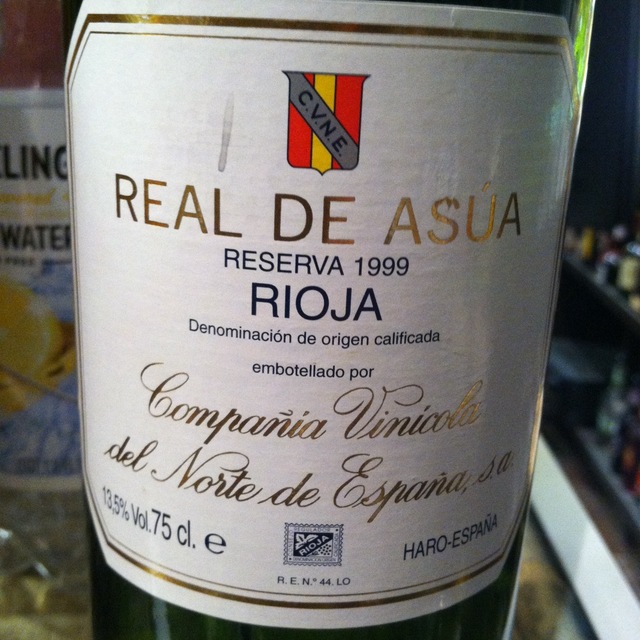 C.V.N.E.
REAL DE ASÚA
RESERVA 1999
RIOJA
Denominación de origen calificada
embotellado por
Compañía Vinícola
del Norte de España, s.a.
13,5% Vol. 75 cl. e
RIOJA
HARO-ESPAÑA
R.E. N.º 44. LO
LING
WATER